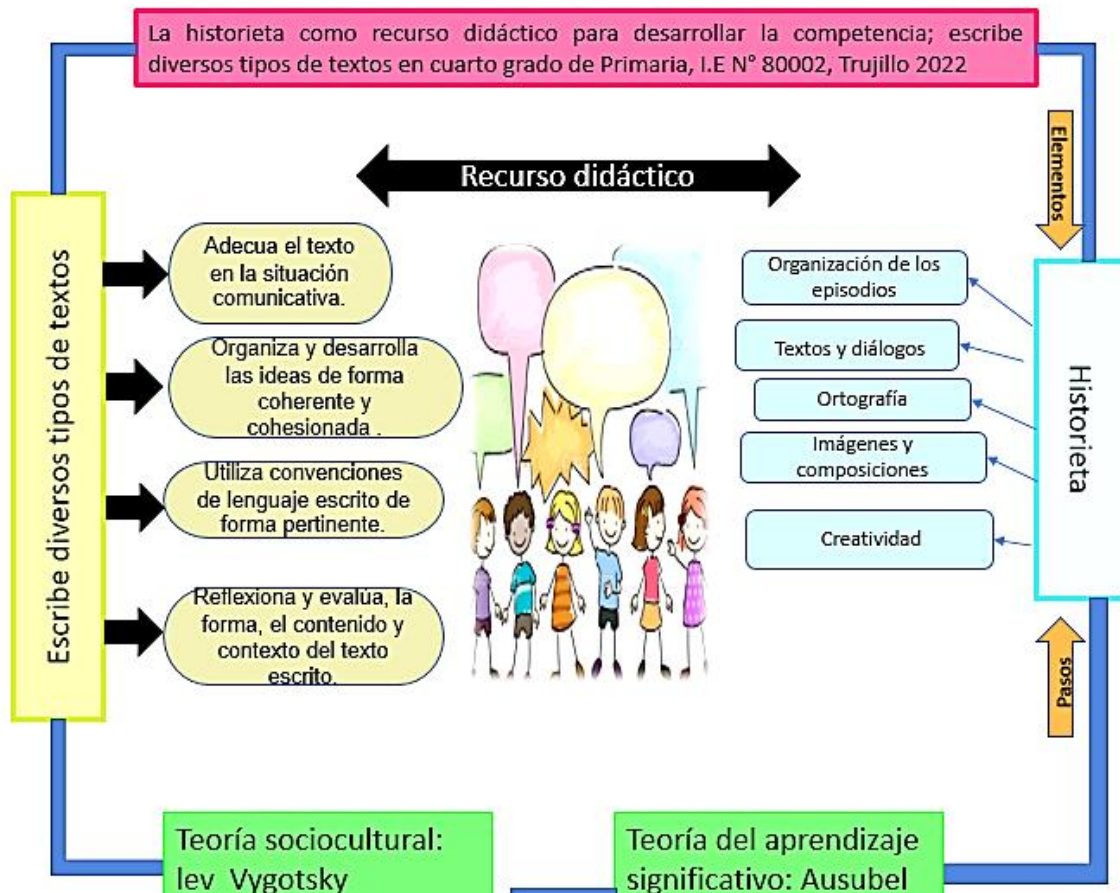 La historieta como recurso didáctico para desarrollar la competencia; escribe
diversos tipos de textos en cuarto grado de Primaria, I.E N° 80002, Trujillo 2022
Elementos
Recurso didáctico
Escribe diversos tipos de textos
Adecua el texto
en la situación
comunicativa.
Organiza y desarrolla
las ideas de forma
coherente y
cohesionada .
Utiliza convenciones
de lenguaje escrito de
forma pertinente.
Reflexiona y evalua, la
forma, el contenido y
contexto del texto
escrito.
Organización de los
episodios
Textos y diálogos
Ortografía
Imágenes y
composiciones
Creatividad
Historieta
Pasos
Teoría sociocultural:
lev Vygotsky
Teoría del aprendizaje
significativo: Ausubel